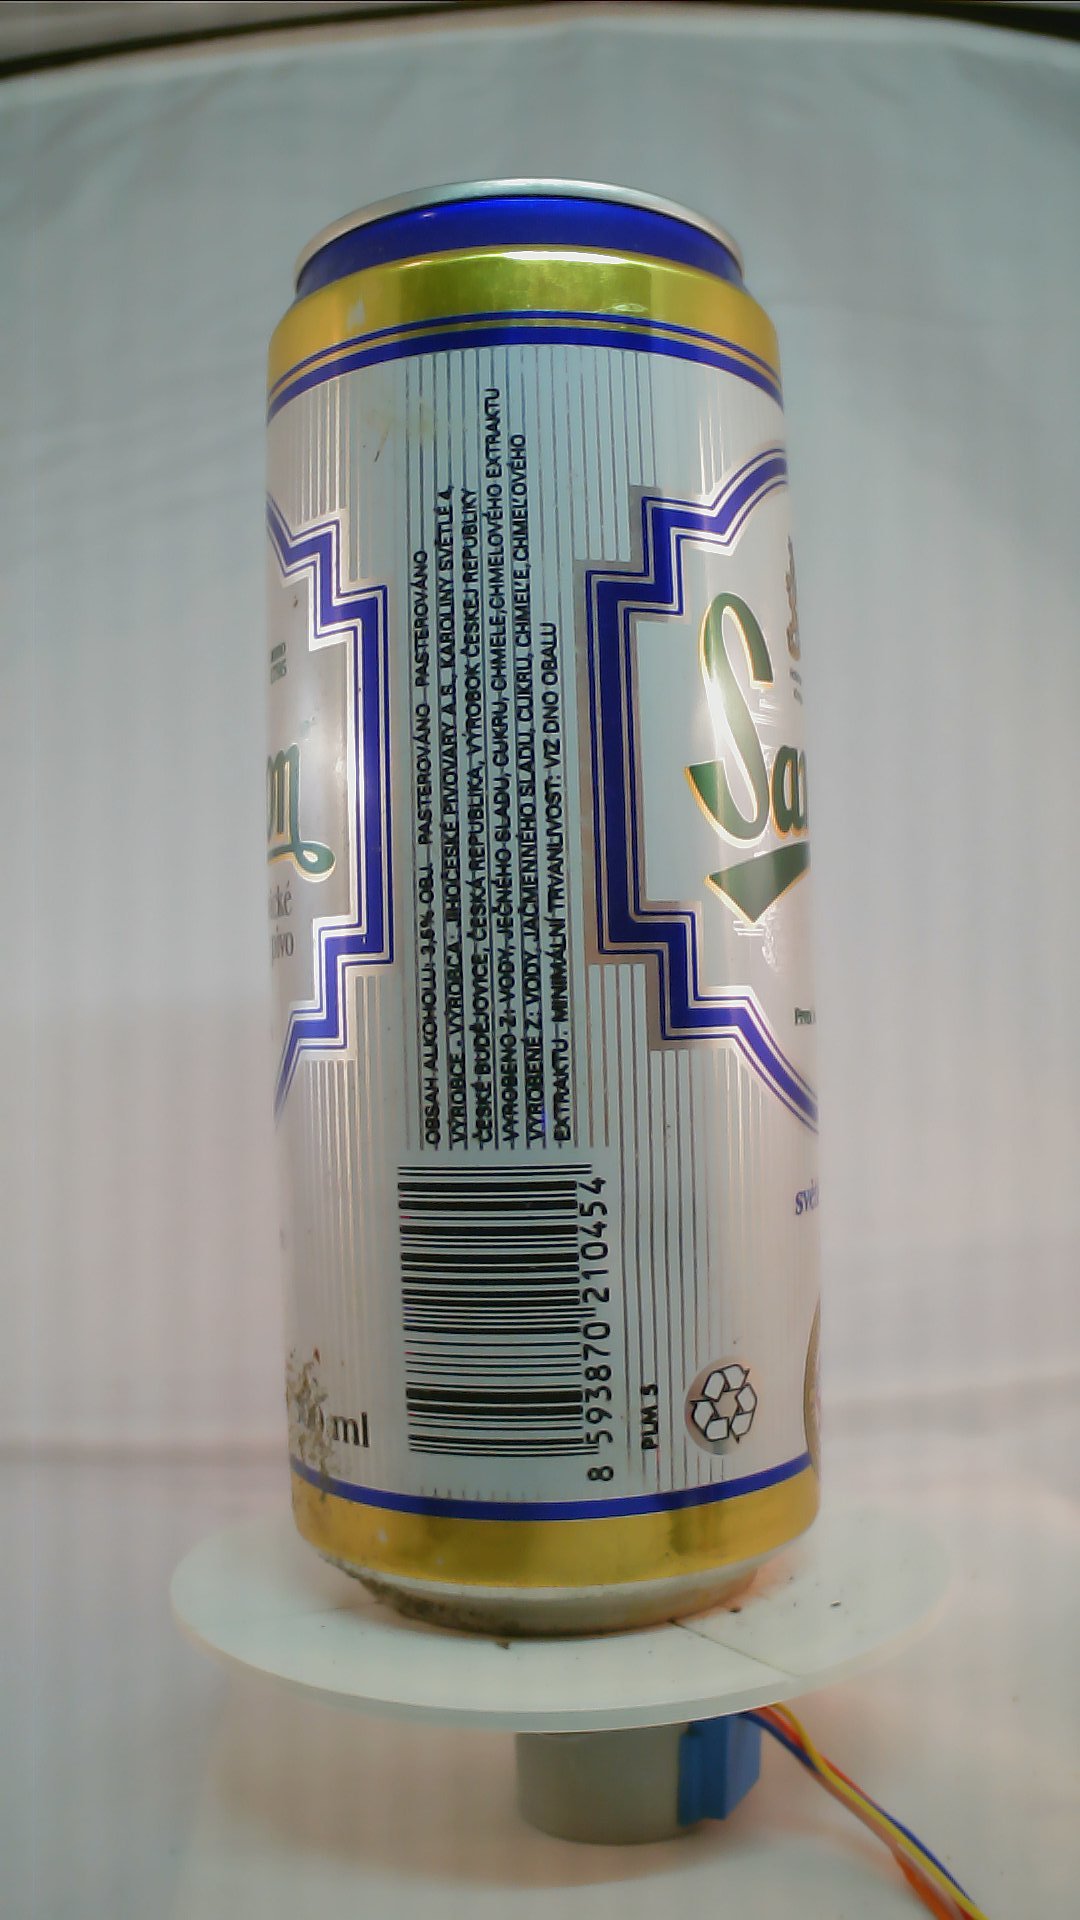 OBSAH ALKOHOLU: 3,6% OBJ. PASTEROVÁNO - PASTEROVÁNO
VÝROBCE - VÝROBCA: JIHOČESKÉ PIVOVARY A.S., KAROLINY SVĚTLÉ 4,
ČESKÉ BUDĚJOVICE, ČESKÁ REPUBLIKA, VÝROBOK ČESKEJ REPUBLIKY
VYROBENO Z: VODY, JEČNÉHO SLADU, CUKRU, CHMELE, CHMELOVÉHO EXTRAKTU
VYROBENÉ Z: VODY, JAČMENNÉHO SLADU, CUKRU, CHMEĽE, CHMEĽOVÉHO
EXTRAKTU. MINIMÁLNÍ TRVANLIVOST: VIZ DNO OBALU
8 593870 210454
PLM 5
ml